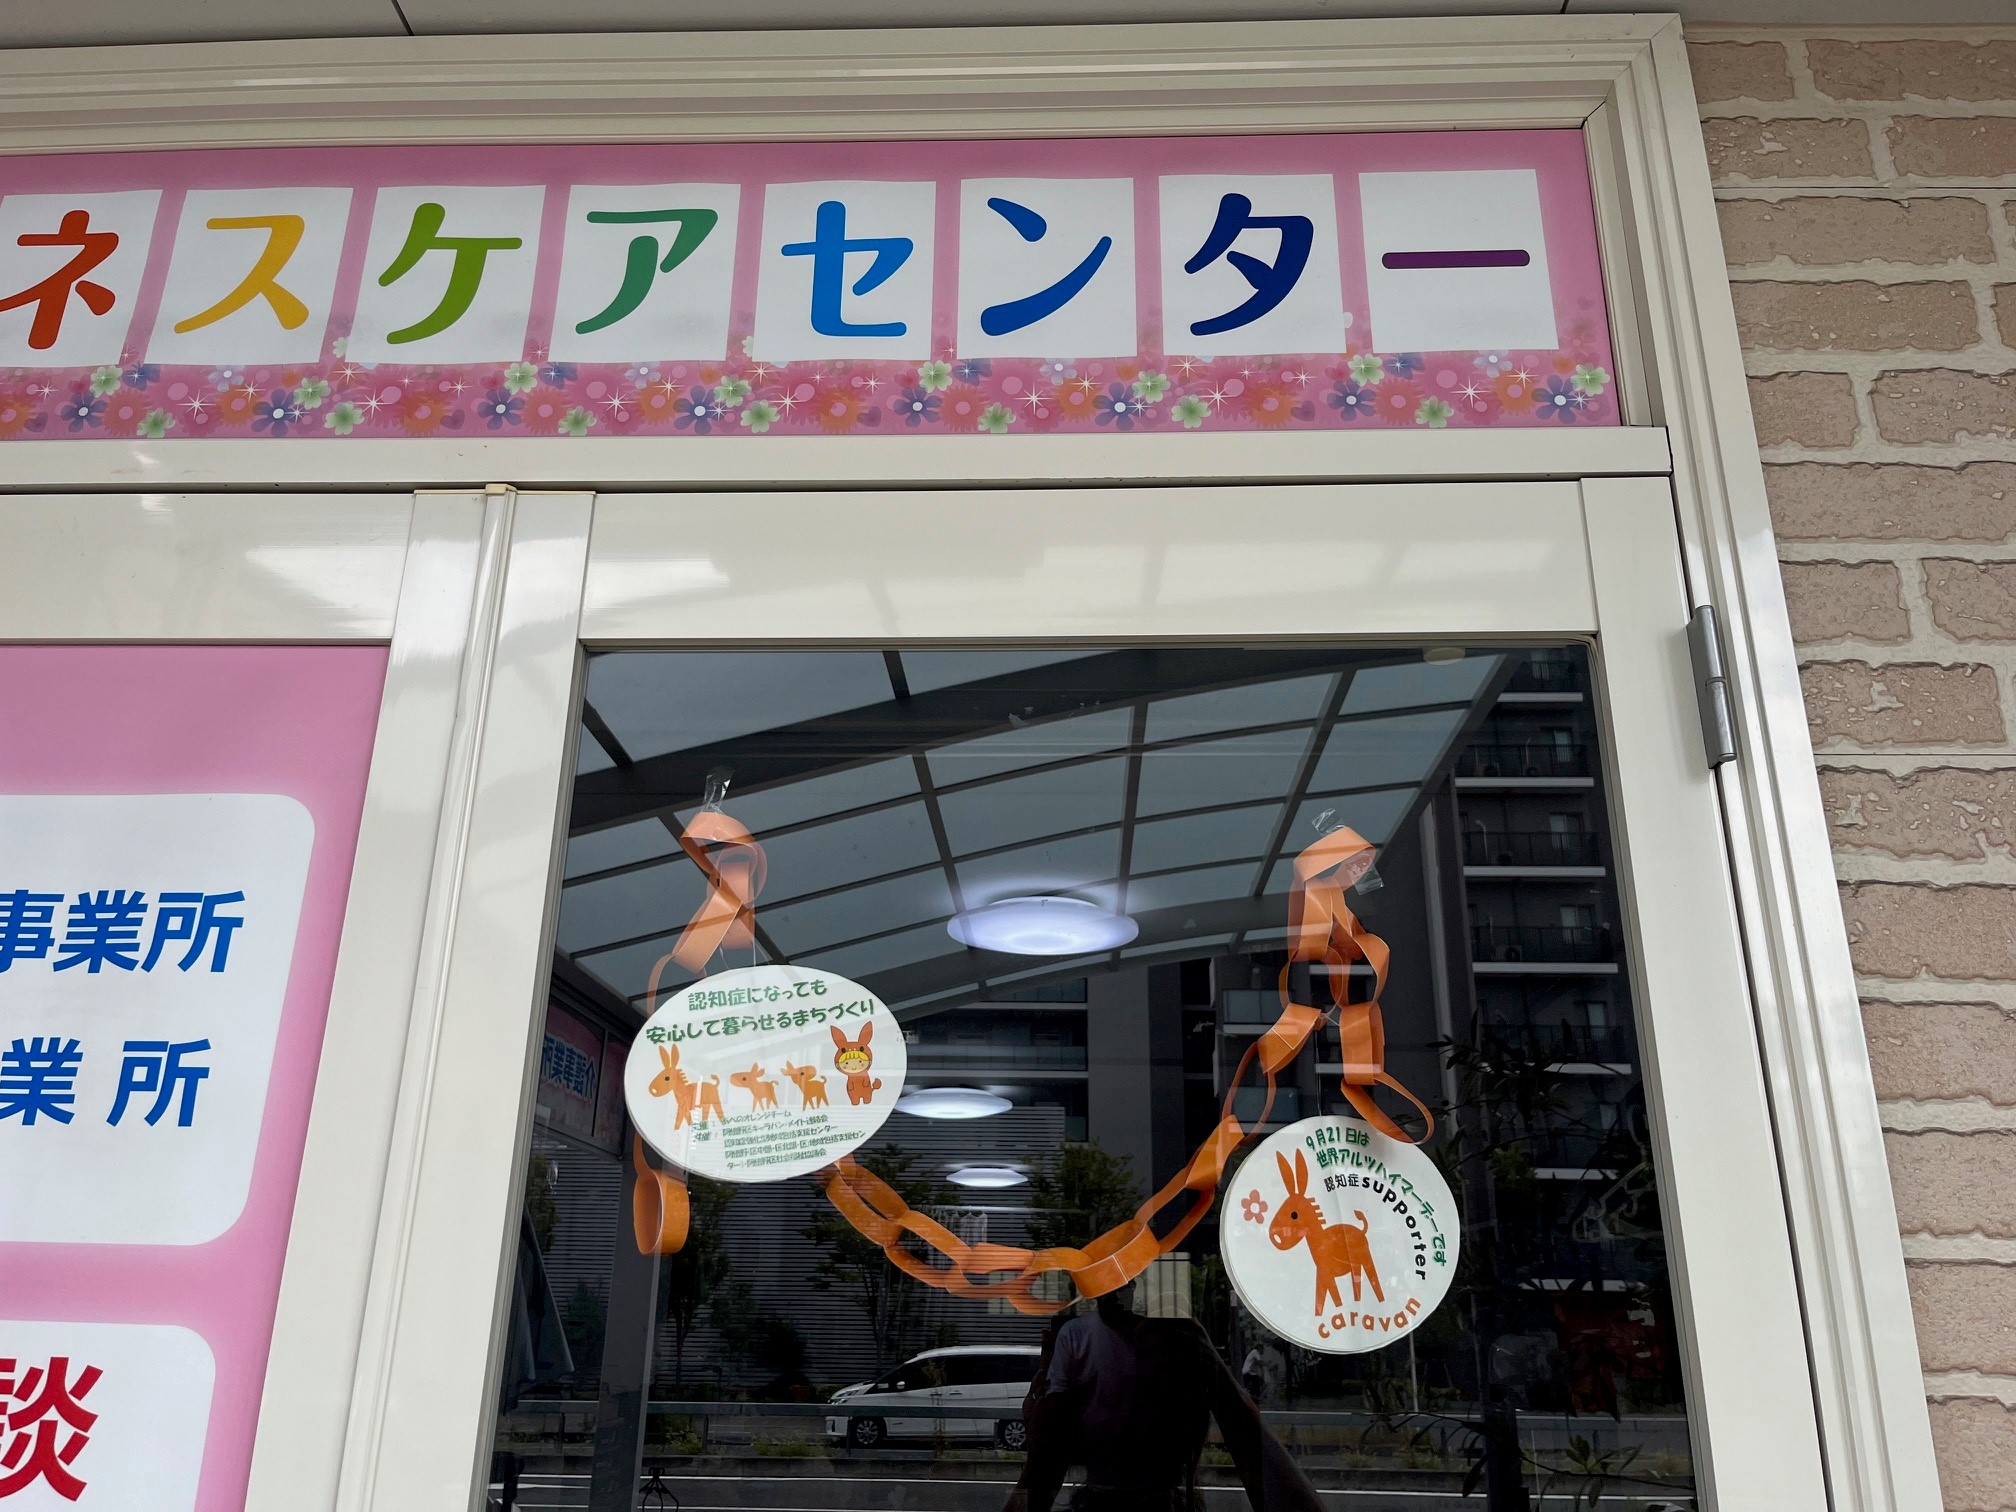 ネスケアセンター
事業所
業所
談
認知症になっても
安心して暮らせるまちづくり
9月21日は
世界アルツハイマーデーです
認知症supporter
caravan